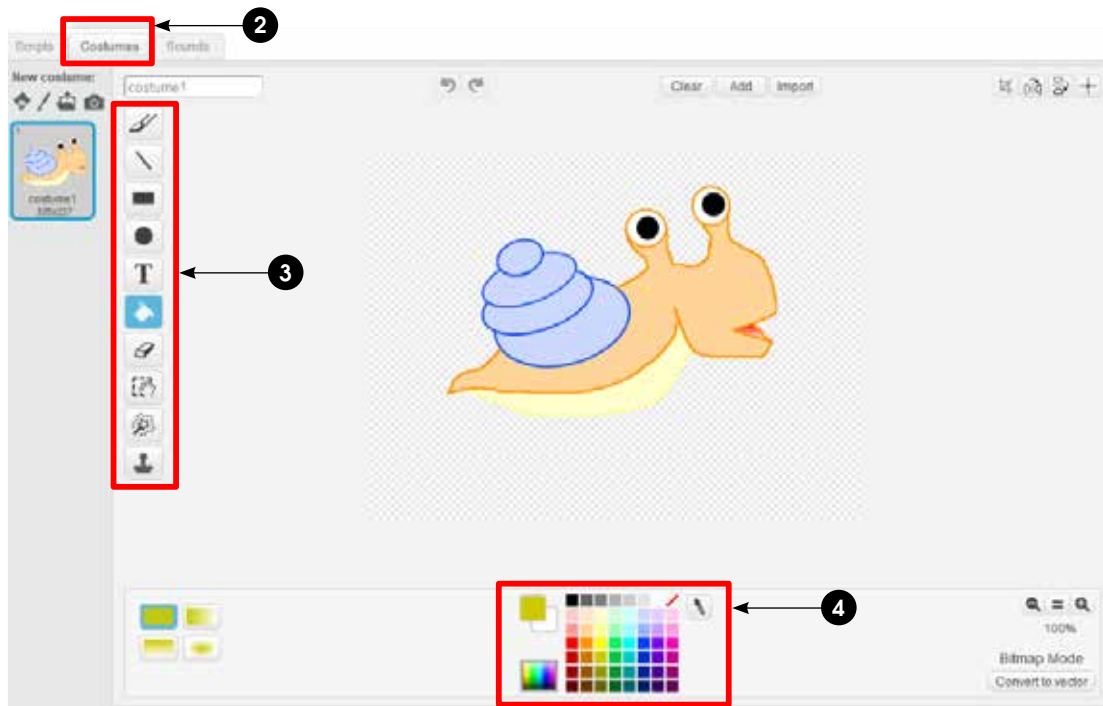 2
Scripts Costumes Sounds
New costume:
costume1
Clear Add Import
1
costume1
T
3
4
100%
Bitmap Mode
Convert to vector